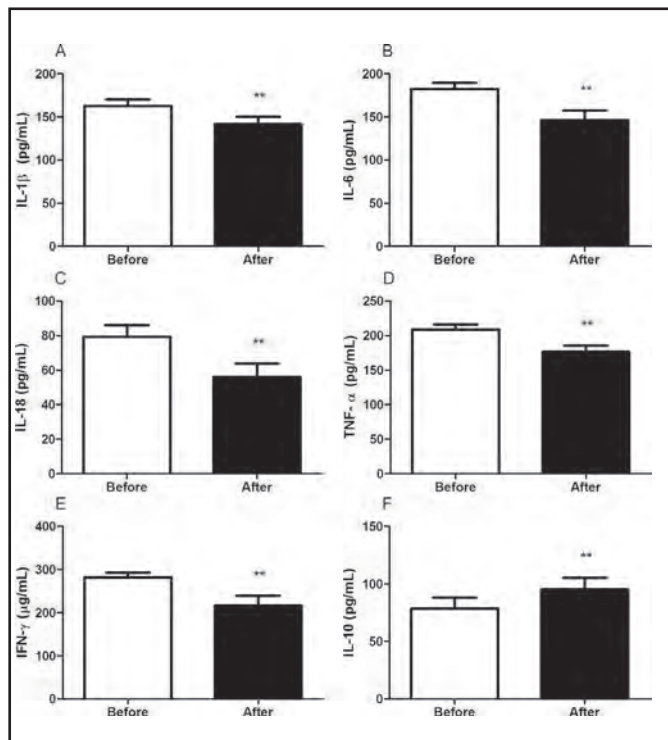 A
IL-1β (pg/mL)
200
150
100
50
0
**
Before After
B
IL-6 (pg/mL)
200
150
100
50
0
**
Before After
C
IL-18 (pg/mL)
80
60
40
20
0
**
Before After
D
TNF- α (pg/mL)
250
200
150
100
50
0
**
Before After
E
IFN-γ (μg/mL)
400
300
200
100
0
**
Before After
F
IL-10 (pg/mL)
150
100
50
0
**
Before After